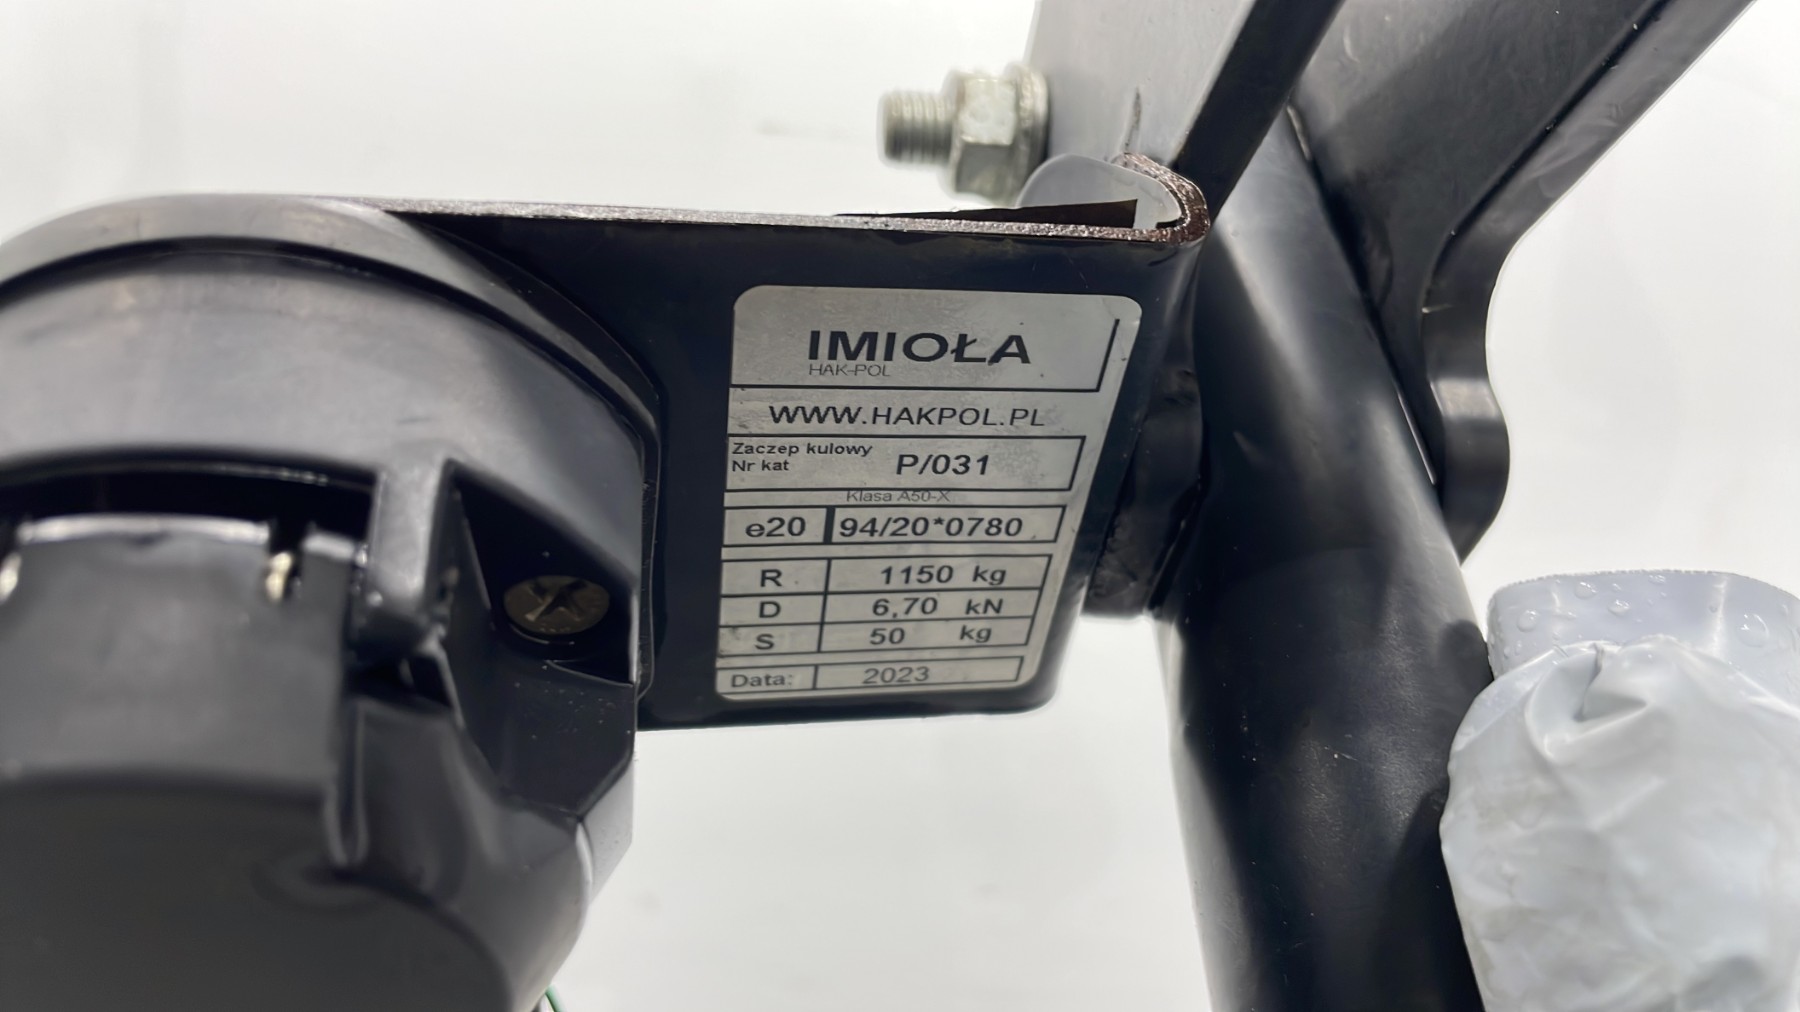 IMIOŁA
HAK-POL
WWW.HAKPOL.PL
Zaczep kulowy
Nr kat P/031
Klasa A50-X
e20 94/20*0780
R 1150 kg
D 6,70 kN
S 50 kg
Data: 2023